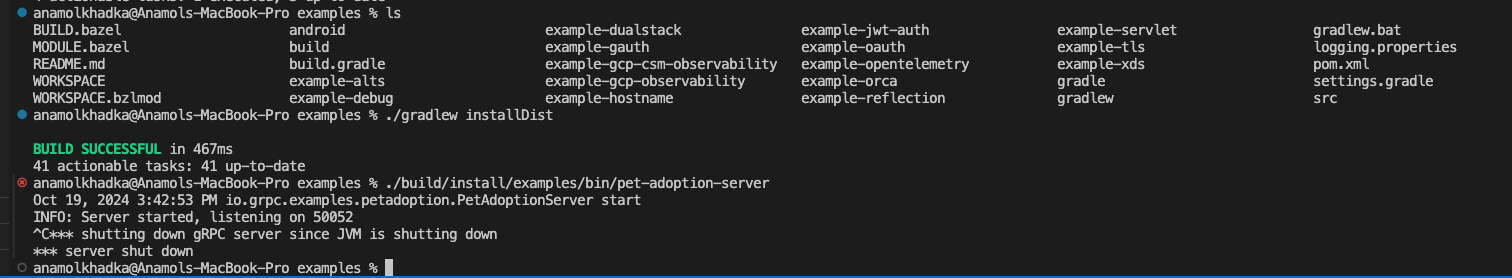 anamolkhadka@Anamols-MacBook-Pro examples % ls
BUILD.bazel android example-dualstack example-jwt-auth example-servlet gradlew.bat
MODULE.bazel build example-gauth example-oauth example-tls logging.properties
README.md build.gradle example-gcp-csm-observability example-opentelemetry example-xds pom.xml
WORKSPACE example-alts example-gcp-observability example-orca gradle settings.gradle
WORKSPACE.bzlmod example-debug example-hostname example-reflection gradlew src
anamolkhadka@Anamols-MacBook-Pro examples % ./gradlew installDist
BUILD SUCCESSFUL in 467ms
41 actionable tasks: 41 up-to-date
anamolkhadka@Anamols-MacBook-Pro examples % ./build/install/examples/bin/pet-adoption-server
Oct 19, 2024 3:42:53 PM io.grpc.examples.petadoption.PetAdoptionServer start
INFO: Server started, listening on 50052
^C*** shutting down gRPC server since JVM is shutting down
*** server shut down
anamolkhadka@Anamols-MacBook-Pro examples %